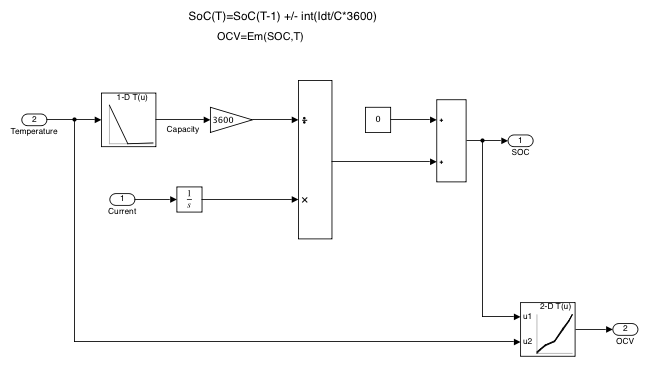 SoC(T)=SoC(T-1) +/- int(Idt/C*3600)
OCV=Em(SOC,T)
1-D T(u)
2
Temperature
Capacity
3600
÷
0
+
+
1
SOC
1
Current
1
s
×
2-D T(u)
u1
u2
2
OCV